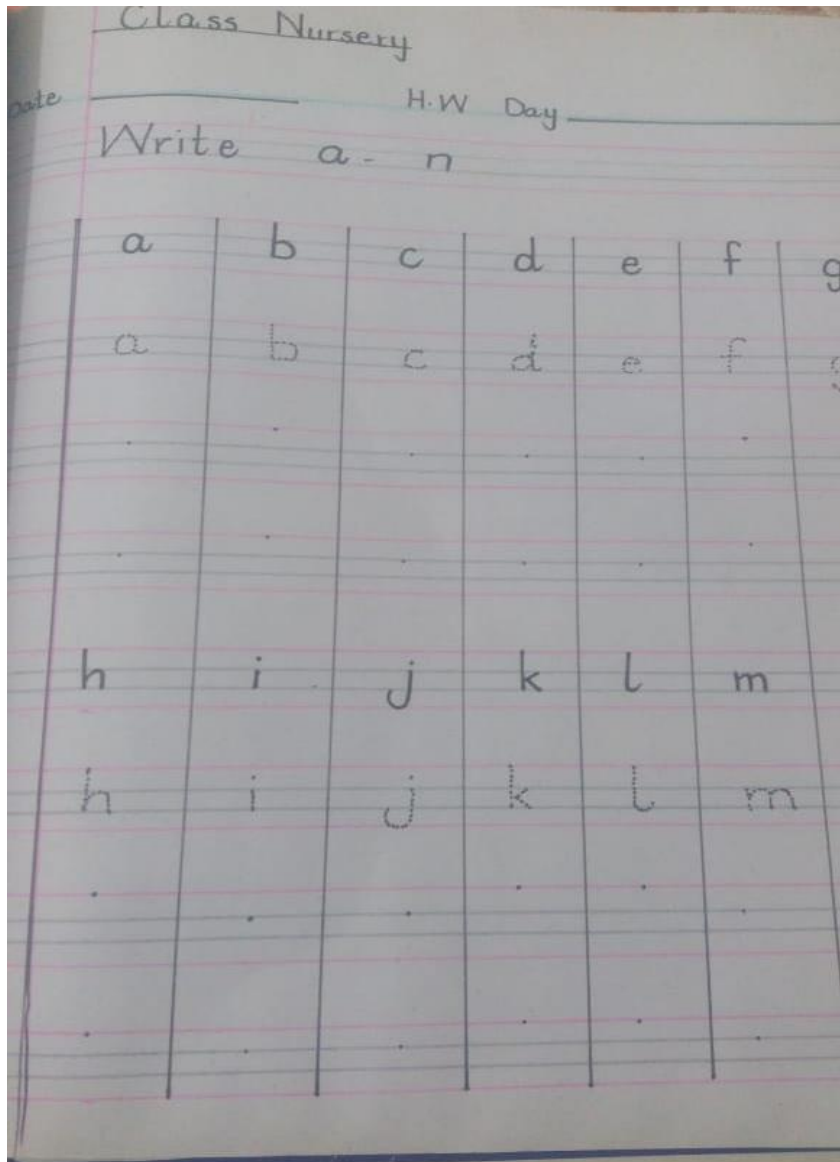 Class Nursery
Date H.W Day
Write a - n
a b c d e f g
a b c d e f g
h i j k l m
h i j k l m